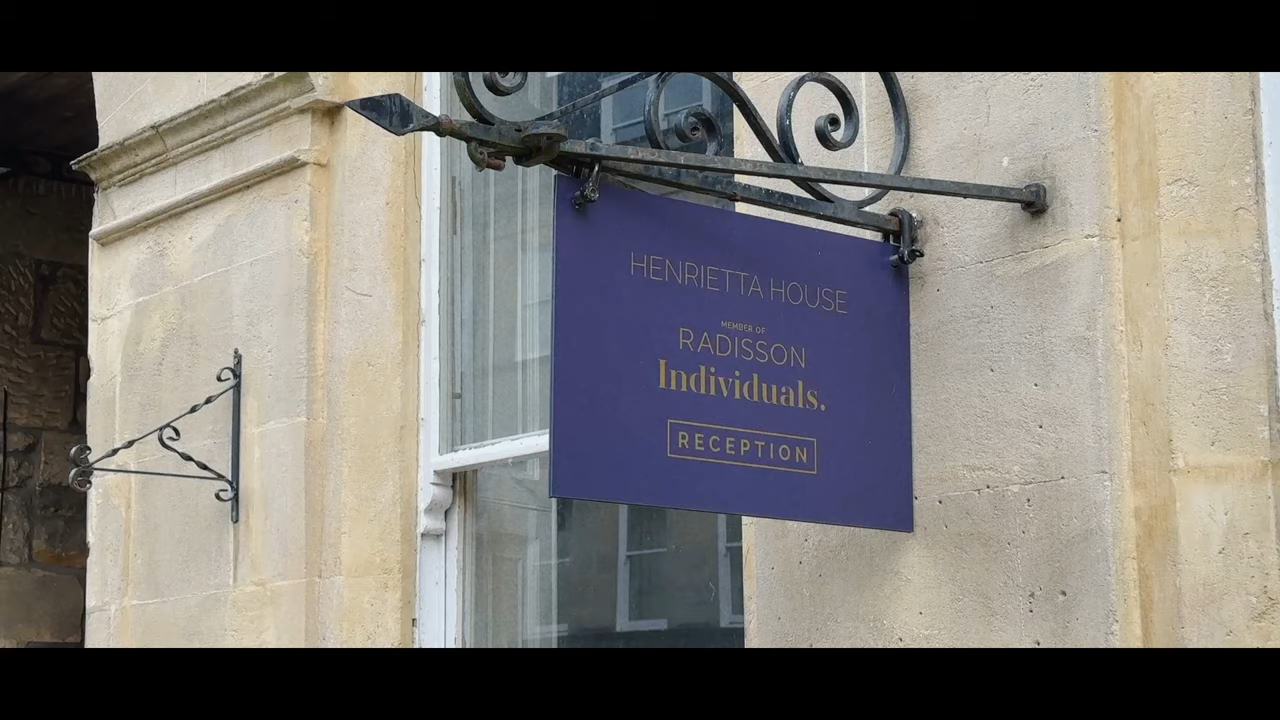 HENRIETTA HOUSE
MEMBER OF
RADISSON
Individuals.
RECEPTION